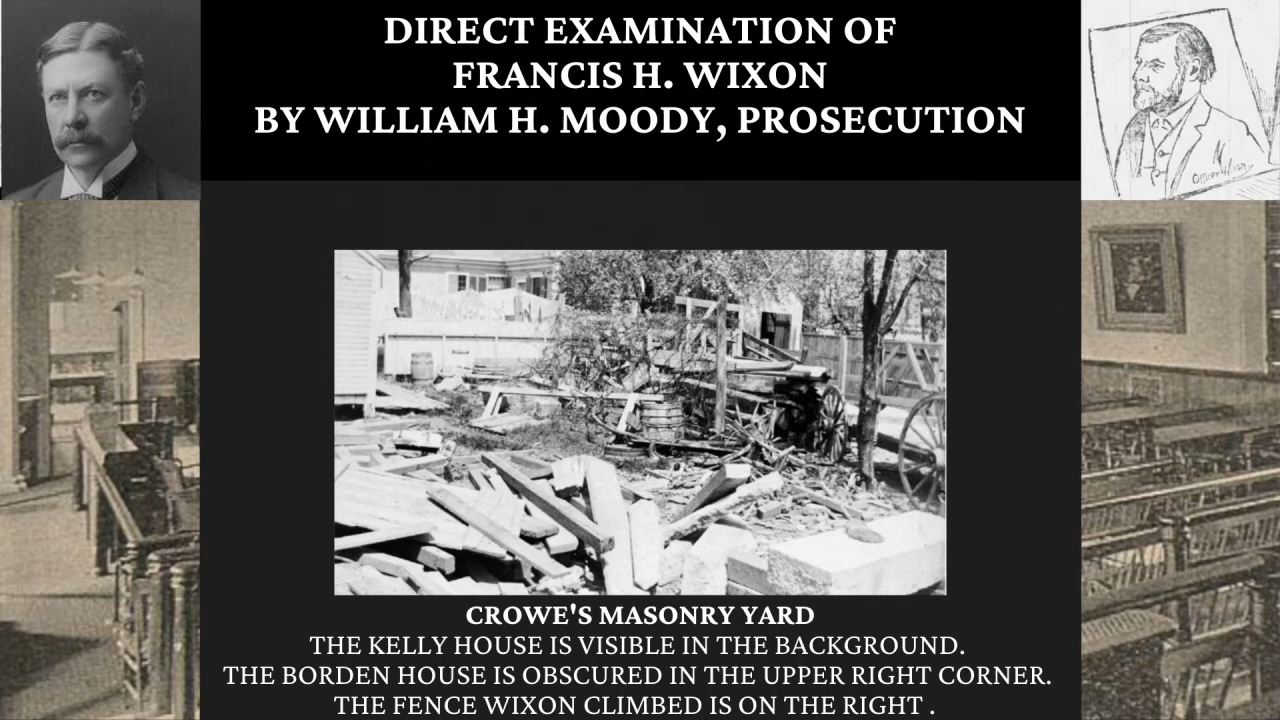 DIRECT EXAMINATION OF
FRANCIS H. WIXON
BY WILLIAM H. MOODY, PROSECUTION
CROWE'S MASONRY YARD
THE KELLY HOUSE IS VISIBLE IN THE BACKGROUND.
THE BORDEN HOUSE IS OBSCURED IN THE UPPER RIGHT CORNER.
THE FENCE WIXON CLIMBED IS ON THE RIGHT .